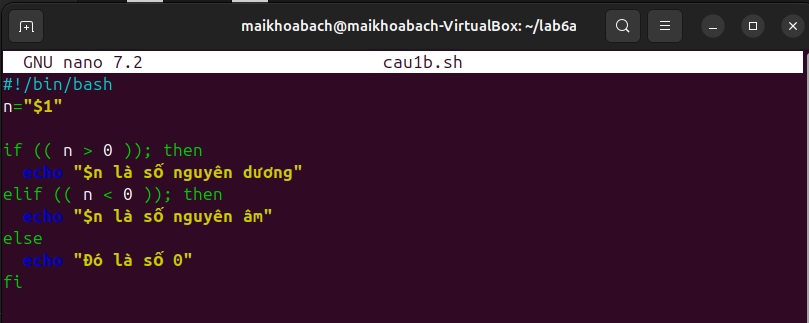 maikhoabach@maikhoabach-VirtualBox: ~/lab6a
GNU nano 7.2 cau1b.sh
#!/bin/bash
n="$1"
if (( n > 0 )); then
echo "$n là số nguyên dương"
elif (( n < 0 )); then
echo "$n là số nguyên âm"
else
echo "Đó là số 0"
fi